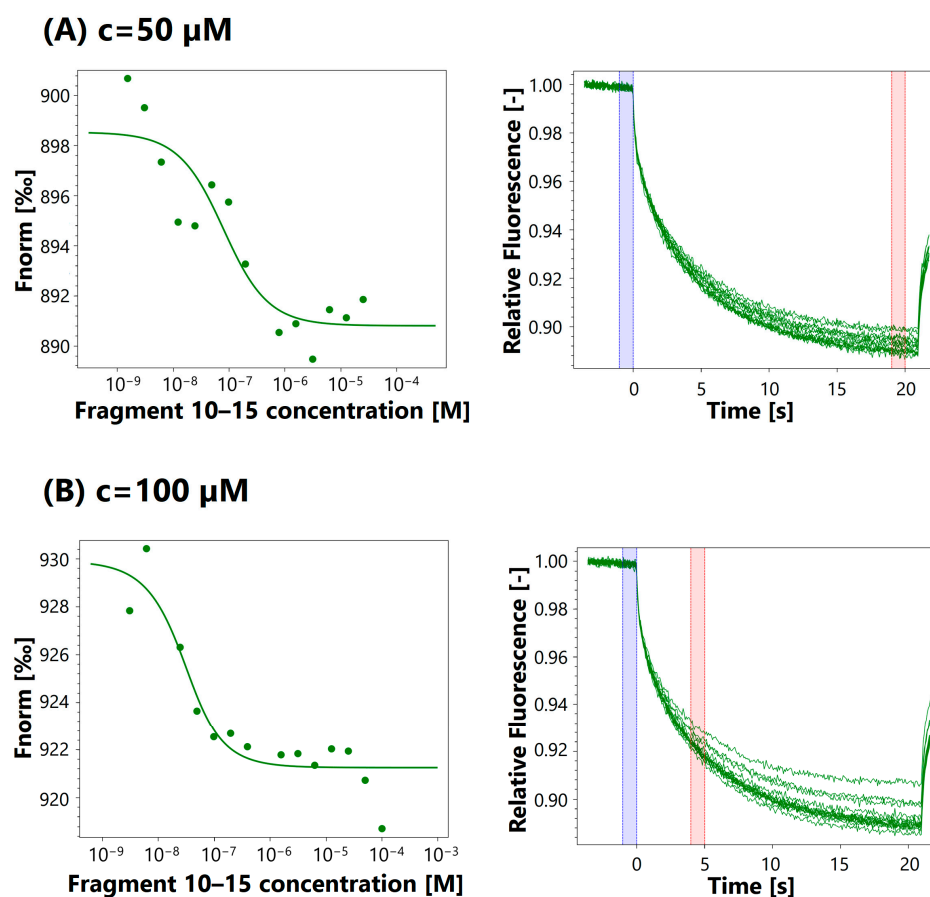 (A) c=50 µM
Fnorm [‰]
900
898
896
894
892
890
10⁻⁹ 10⁻⁸ 10⁻⁷ 10⁻⁶ 10⁻⁵ 10⁻⁴
Fragment 10–15 concentration [M]
Relative Fluorescence [-]
1.00
0.98
0.96
0.94
0.92
0.90
0 5 10 15 20
Time [s]
(B) c=100 µM
Fnorm [‰]
930
928
926
924
922
920
10⁻⁹ 10⁻⁸ 10⁻⁷ 10⁻⁶ 10⁻⁵ 10⁻⁴ 10⁻³
Fragment 10–15 concentration [M]
Relative Fluorescence [-]
1.00
0.98
0.96
0.94
0.92
0.90
0 5 10 15 20
Time [s]